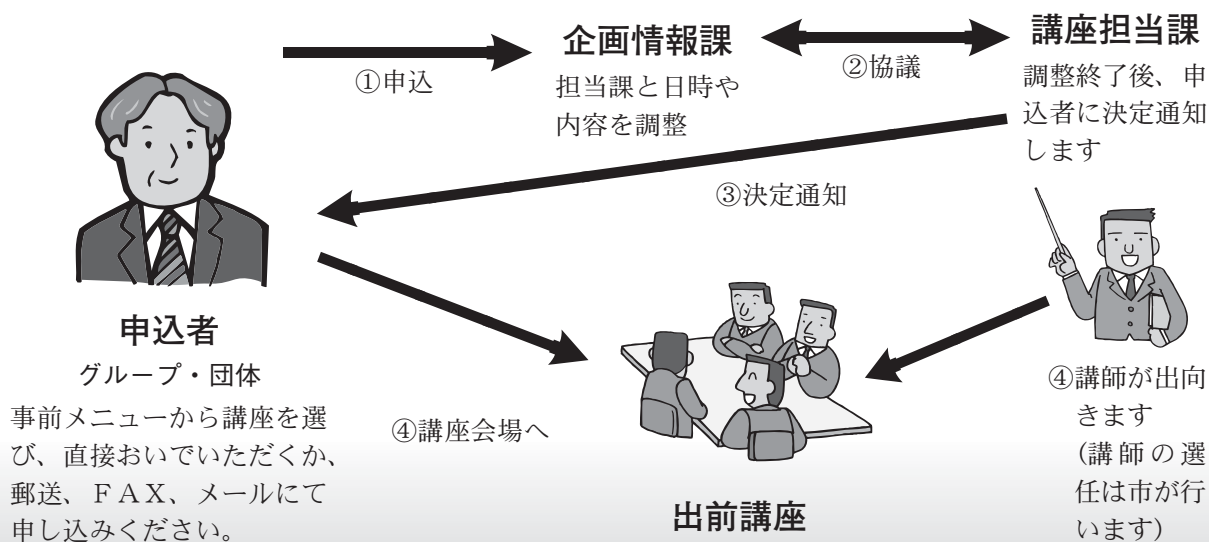 企画情報課
担当課と日時や
内容を調整
①申込
②協議
講座担当課
調整終了後、申
込者に決定通知
します
③決定通知
申込者
グループ・団体
事前メニューから講座を選
び、直接おいでいただくか、
郵送、ＦＡＸ、メールにて
申し込みください。
④講座会場へ
出前講座
④講師が出向
きます
(講師の選
任は市が行
います)